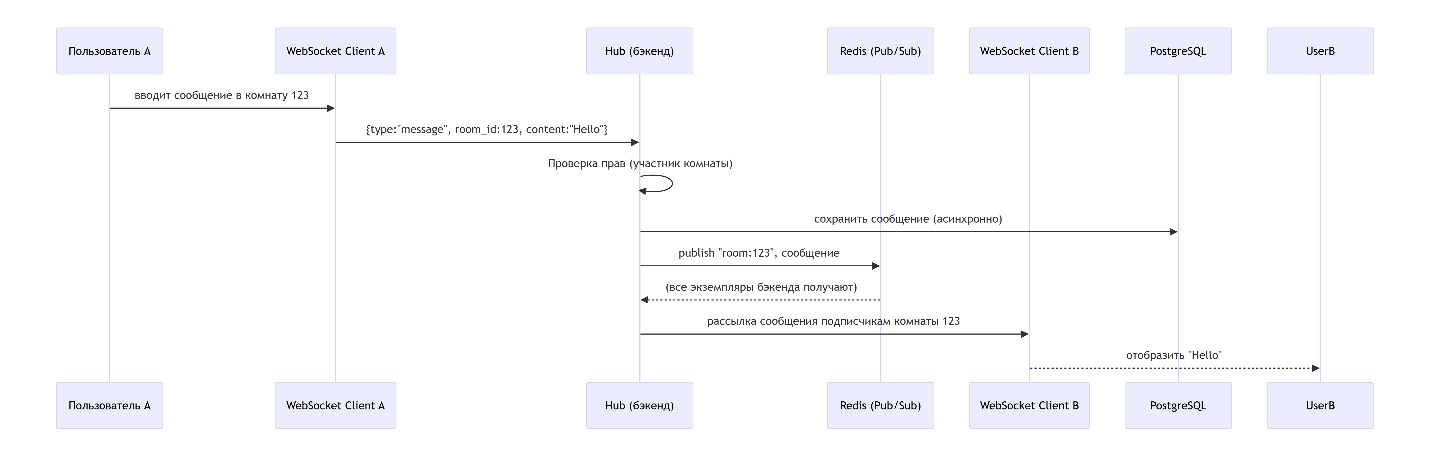 Пользователь A
WebSocket Client A
Hub (бэкенд)
Redis (Pub/Sub)
WebSocket Client B
PostgreSQL
UserB
вводит сообщение в комнату 123
{type:"message", room_id:123, content:"Hello"}
Проверка прав (участник комнаты)
сохранить сообщение (асинхронно)
publish "room:123", сообщение
(все экземпляры бэкенда получают)
рассылка сообщения подписчикам комнаты 123
отобразить "Hello"
Пользователь A
WebSocket Client A
Hub (бэкенд)
Redis (Pub/Sub)
WebSocket Client B
PostgreSQL
UserB